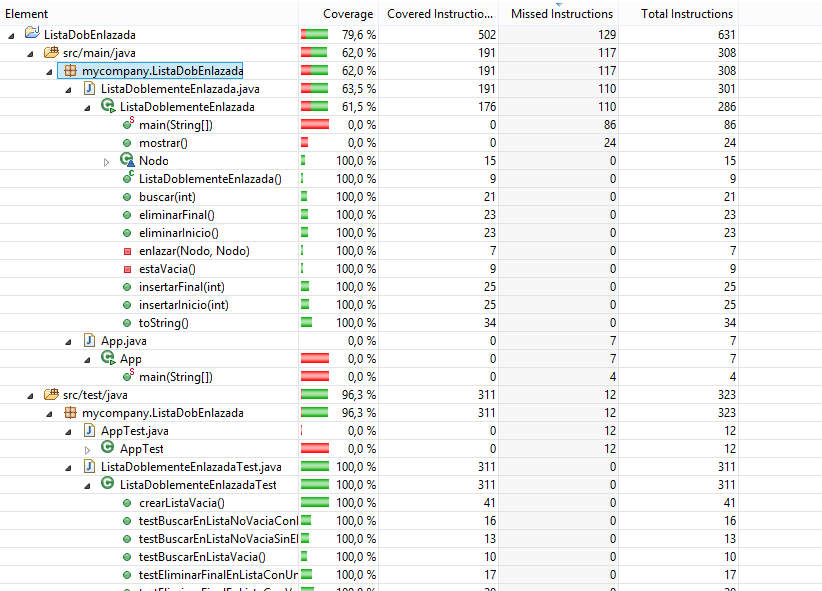 Element Coverage Covered Instructio... Missed Instructions Total Instructions
ListaDobEnlazada 79,6 % 502 129 631
src/main/java 62,0 % 191 117 308
mycompany.ListaDobEnlazada 62,0 % 191 117 308
ListaDoblementeEnlazada.java 63,5 % 191 110 301
ListaDoblementeEnlazada 61,5 % 176 110 286
main(String[]) 0,0 % 0 86 86
mostrar() 0,0 % 0 24 24
Nodo 100,0 % 15 0 15
ListaDoblementeEnlazada() 100,0 % 9 0 9
buscar(int) 100,0 % 21 0 21
eliminarFinal() 100,0 % 23 0 23
eliminarInicio() 100,0 % 23 0 23
enlazar(Nodo, Nodo) 100,0 % 7 0 7
estaVacia() 100,0 % 9 0 9
insertarFinal(int) 100,0 % 25 0 25
insertarInicio(int) 100,0 % 25 0 25
toString() 100,0 % 34 0 34
App.java 0,0 % 0 7 7
App 0,0 % 0 7 7
main(String[]) 0,0 % 0 4 4
src/test/java 96,3 % 311 12 323
mycompany.ListaDobEnlazada 96,3 % 311 12 323
AppTest.java 0,0 % 0 12 12
AppTest 0,0 % 0 12 12
ListaDoblementeEnlazadaTest.java 100,0 % 311 0 311
ListaDoblementeEnlazadaTest 100,0 % 311 0 311
crearListaVacia() 100,0 % 41 0 41
testBuscarEnListaNoVaciaCon 100,0 % 16 0 16
testBuscarEnListaNoVaciaSinEl 100,0 % 13 0 13
testBuscarEnListaVacia() 100,0 % 10 0 10
testEliminarFinalEnListaConUn 100,0 % 17 0 17